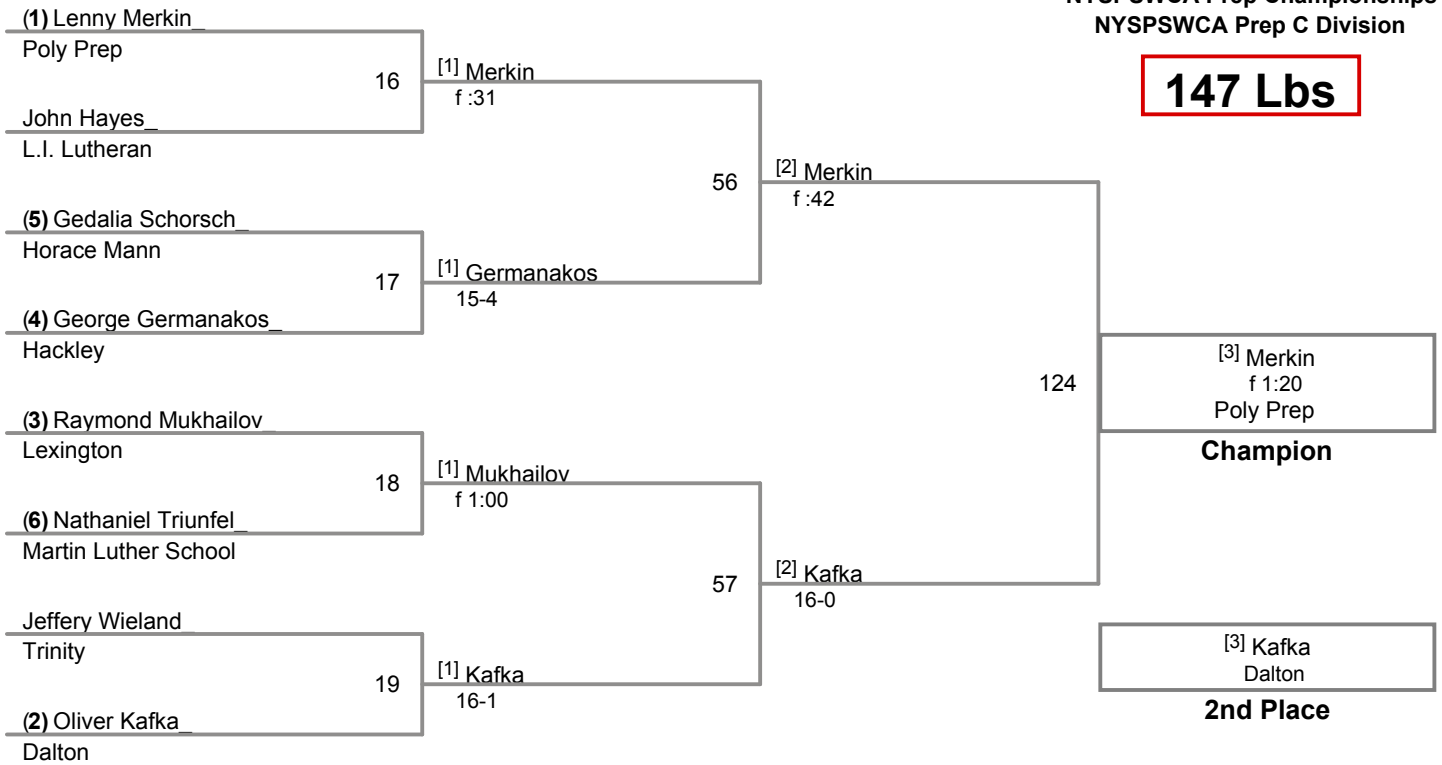 NYSPSWCA Prep Championships
NYSPSWCA Prep C Division
147 Lbs
(1) Lenny Merkin_
Poly Prep
16
[1] Merkin
f :31
John Hayes_
L.I. Lutheran
56
[2] Merkin
f :42
(5) Gedalia Schorsch_
Horace Mann
17
[1] Germanakos
15-4
(4) George Germanakos_
Hackley
124
[3] Merkin
f 1:20
Poly Prep
Champion
(3) Raymond Mukhailov_
Lexington
18
[1] Mukhailov
f 1:00
(6) Nathaniel Triunfel_
Martin Luther School
57
[2] Kafka
16-0
Jeffery Wieland_
Trinity
19
[1] Kafka
16-1
(2) Oliver Kafka_
Dalton
[3] Kafka
Dalton
2nd Place